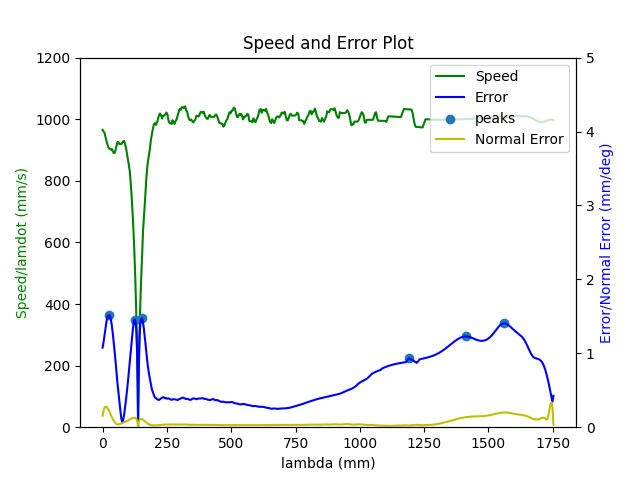 Speed and Error Plot
1200
1000
800
600
400
200
0
Speed/lamdot (mm/s)
5
4
3
2
1
0
Error/Normal Error (mm/deg)
Speed
Error
peaks
Normal Error
0 250 500 750 1000 1250 1500 1750
lambda (mm)